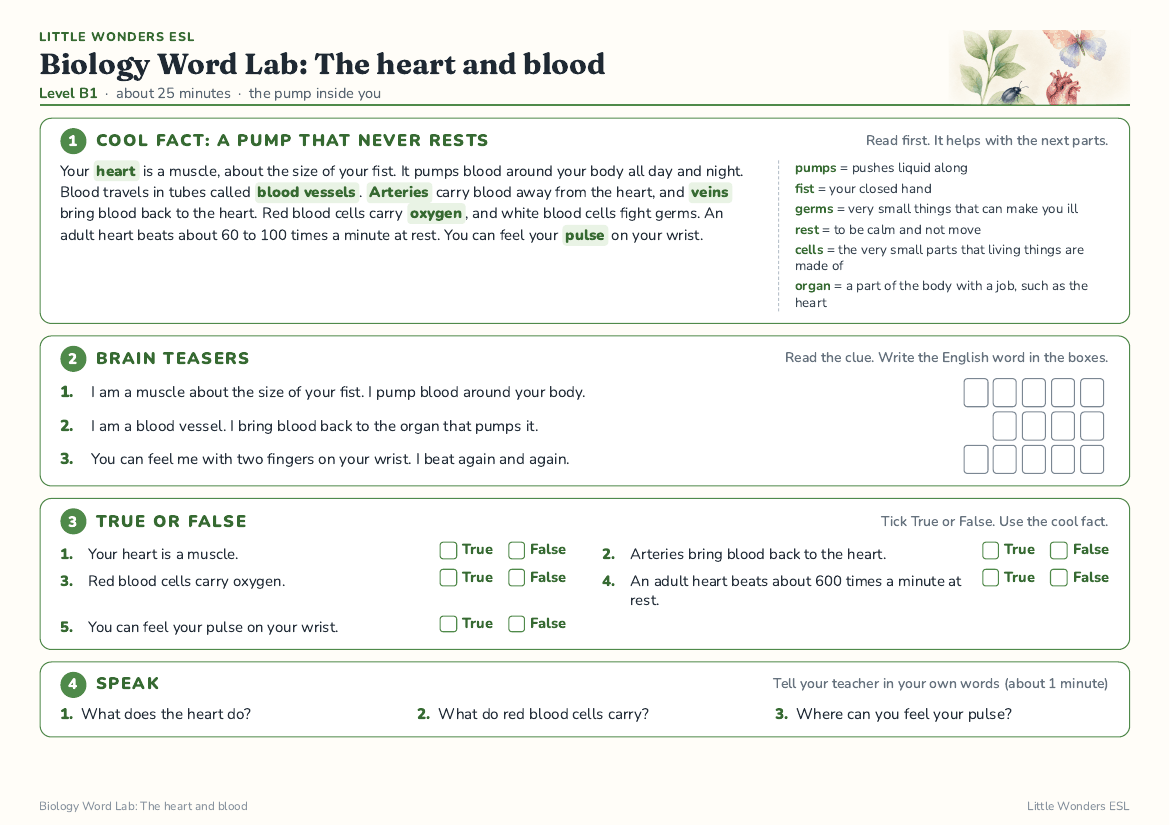 LITTLE WONDERS ESL
Biology Word Lab: The heart and blood
Level B1 · about 25 minutes · the pump inside you
1 COOL FACT: A PUMP THAT NEVER RESTS
Read first. It helps with the next parts.
Your heart is a muscle, about the size of your fist. It pumps blood around your body all day and night.
Blood travels in tubes called blood vessels. Arteries carry blood away from the heart, and veins
bring blood back to the heart. Red blood cells carry oxygen, and white blood cells fight germs. An
adult heart beats about 60 to 100 times a minute at rest. You can feel your pulse on your wrist.
pumps = pushes liquid along
fist = your closed hand
germs = very small things that can make you ill
rest = to be calm and not move
cells = the very small parts that living things are
made of
organ = a part of the body with a job, such as the
heart
2 BRAIN TEASERS
Read the clue. Write the English word in the boxes.
1. I am a muscle about the size of your fist. I pump blood around your body.
2. I am a blood vessel. I bring blood back to the organ that pumps it.
3. You can feel me with two fingers on your wrist. I beat again and again.
3 TRUE OR FALSE
Tick True or False. Use the cool fact.
1. Your heart is a muscle. True False
2. Arteries bring blood back to the heart. True False
3. Red blood cells carry oxygen. True False
4. An adult heart beats about 600 times a minute at True False
rest.
5. You can feel your pulse on your wrist. True False
4 SPEAK
Tell your teacher in your own words (about 1 minute)
1. What does the heart do?
2. What do red blood cells carry?
3. Where can you feel your pulse?
Biology Word Lab: The heart and blood
Little Wonders ESL